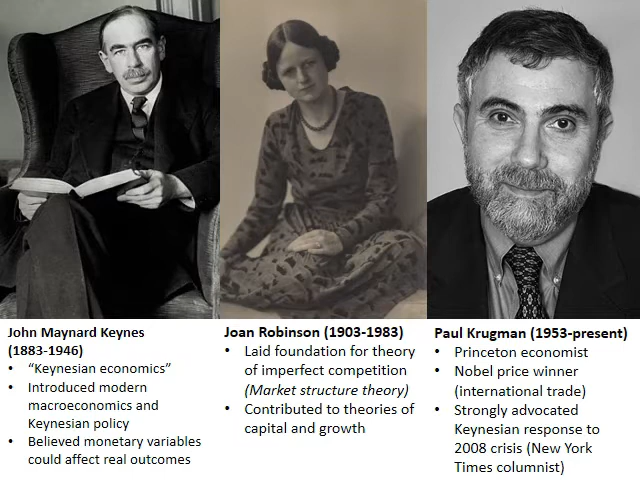 John Maynard Keynes
(1883-1946)
• "Keynesian economics"
• Introduced modern
macroeconomics and
Keynesian policy
• Believed monetary variables
could affect real outcomes
Joan Robinson (1903-1983)
• Laid foundation for theory
of imperfect competition
(Market structure theory)
• Contributed to theories of
capital and growth
Paul Krugman (1953-present)
• Princeton economist
• Nobel price winner
(international trade)
• Strongly advocated
Keynesian response to
2008 crisis (New York
Times columnist)